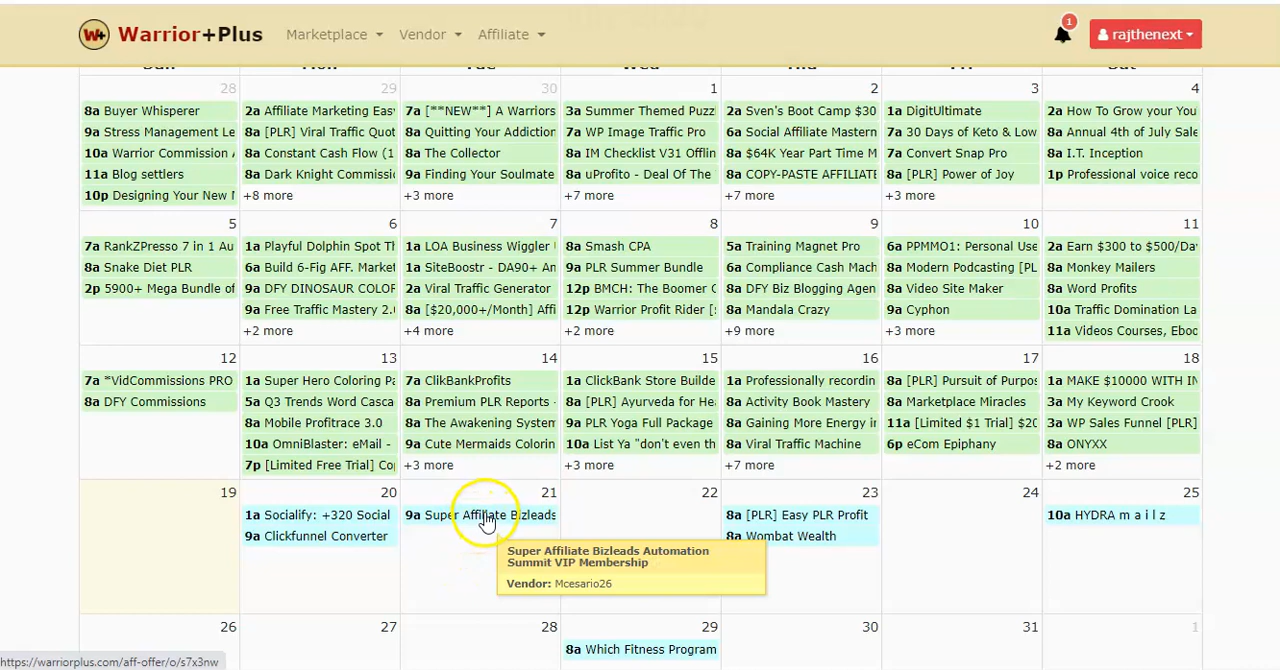 Warrior+Plus
Marketplace
Vendor
Affiliate
1
rajthenext
Sun Mon Tue Wed Thu Fri Sat
28
8a Buyer Whisperer
9a Stress Management Le
10a Warrior Commission
11a Blog settlers
10p Designing Your New
29
2a Affiliate Marketing Eas
8a [PLR] Viral Traffic Quot
8a Constant Cash Flow (1
8a Dark Knight Commissi
+8 more
30
7a [**NEW**] A Warriors
8a Quitting Your Addiction
8a The Collector
9a Finding Your Soulmate
+3 more
1
3a Summer Themed Puzz
7a WP Image Traffic Pro
8a IM Checklist V31 Offlin
8a uProfito - Deal Of The
+7 more
2
2a Sven's Boot Camp $30
6a Social Affiliate Mastern
8a $64K Year Part Time M
8a COPY-PASTE AFFILIATE
+7 more
3
1a DigitUltimate
7a 30 Days of Keto & Low
7a Convert Snap Pro
8a [PLR] Power of Joy
+3 more
4
2a How To Grow your You
8a Annual 4th of July Sale
8a I.T. Inception
1p Professional voice reco
5
7a RankZPresso 7 in 1 Au
8a Snake Diet PLR
2p 5900+ Mega Bundle of
6
1a Playful Dolphin Spot Th
6a Build 6-Fig AFF. Market
9a DFY DINOSAUR COLOR
9a Free Traffic Mastery 2.
+2 more
7
1a LOA Business Wiggler
1a SiteBoostr - DA90+ An
2a Viral Traffic Generator
8a [$20,000+/Month] Affi
+4 more
8
8a Smash CPA
9a PLR Summer Bundle
12p BMCH: The Boomer C
12p Warrior Profit Rider [
+2 more
9
5a Training Magnet Pro
6a Compliance Cash Mach
8a DFY Biz Blogging Agen
8a Mandala Crazy
+9 more
10
6a PPMMO1: Personal Use
8a Modern Podcasting [PL
8a Video Site Maker
9a Cyphon
+3 more
11
2a Earn $300 to $500/Da
8a Monkey Mailers
8a Word Profits
10a Traffic Domination La
11a Videos Courses, Eboo
12
7a *VidCommissions PRO
8a DFY Commissions
13
1a Super Hero Coloring Pa
5a Q3 Trends Word Casca
8a Mobile Profitrace 3.0
10a OmniBlaster: eMail -
7p [Limited Free Trial] Co
14
7a ClikBankProfits
8a Premium PLR Reports -
8a The Awakening System
9a Cute Mermaids Colorin
+3 more
15
1a ClickBank Store Builde
8a [PLR] Ayurveda for He
9a PLR Yoga Full Package
10a List Ya "don't even th
+3 more
16
1a Professionally recordin
8a Activity Book Mastery
8a Gaining More Energy i
8a Viral Traffic Machine
+7 more
17
8a [PLR] Pursuit of Purpos
8a Marketplace Miracles
11a [Limited $1 Trial] $20
6p eCom Epiphany
18
1a MAKE $10000 WITH IN
3a My Keyword Crook
3a WP Sales Funnel [PLR]
8a ONYXX
+2 more
19
20
1a Socialify: +320 Social
9a Clickfunnel Converter
21
9a Super Affiliate Bizleads
22
23
8a [PLR] Easy PLR Profit
8a Wombat Wealth
24
25
10a HYDRA m a i l z
Super Affiliate Bizleads Automation
Summit VIP Membership
Vendor: Mcesario26
26
27
28
29
8a Which Fitness Program
30
31
1
https://warriorplus.com/aff-offer/o/s7x3nw